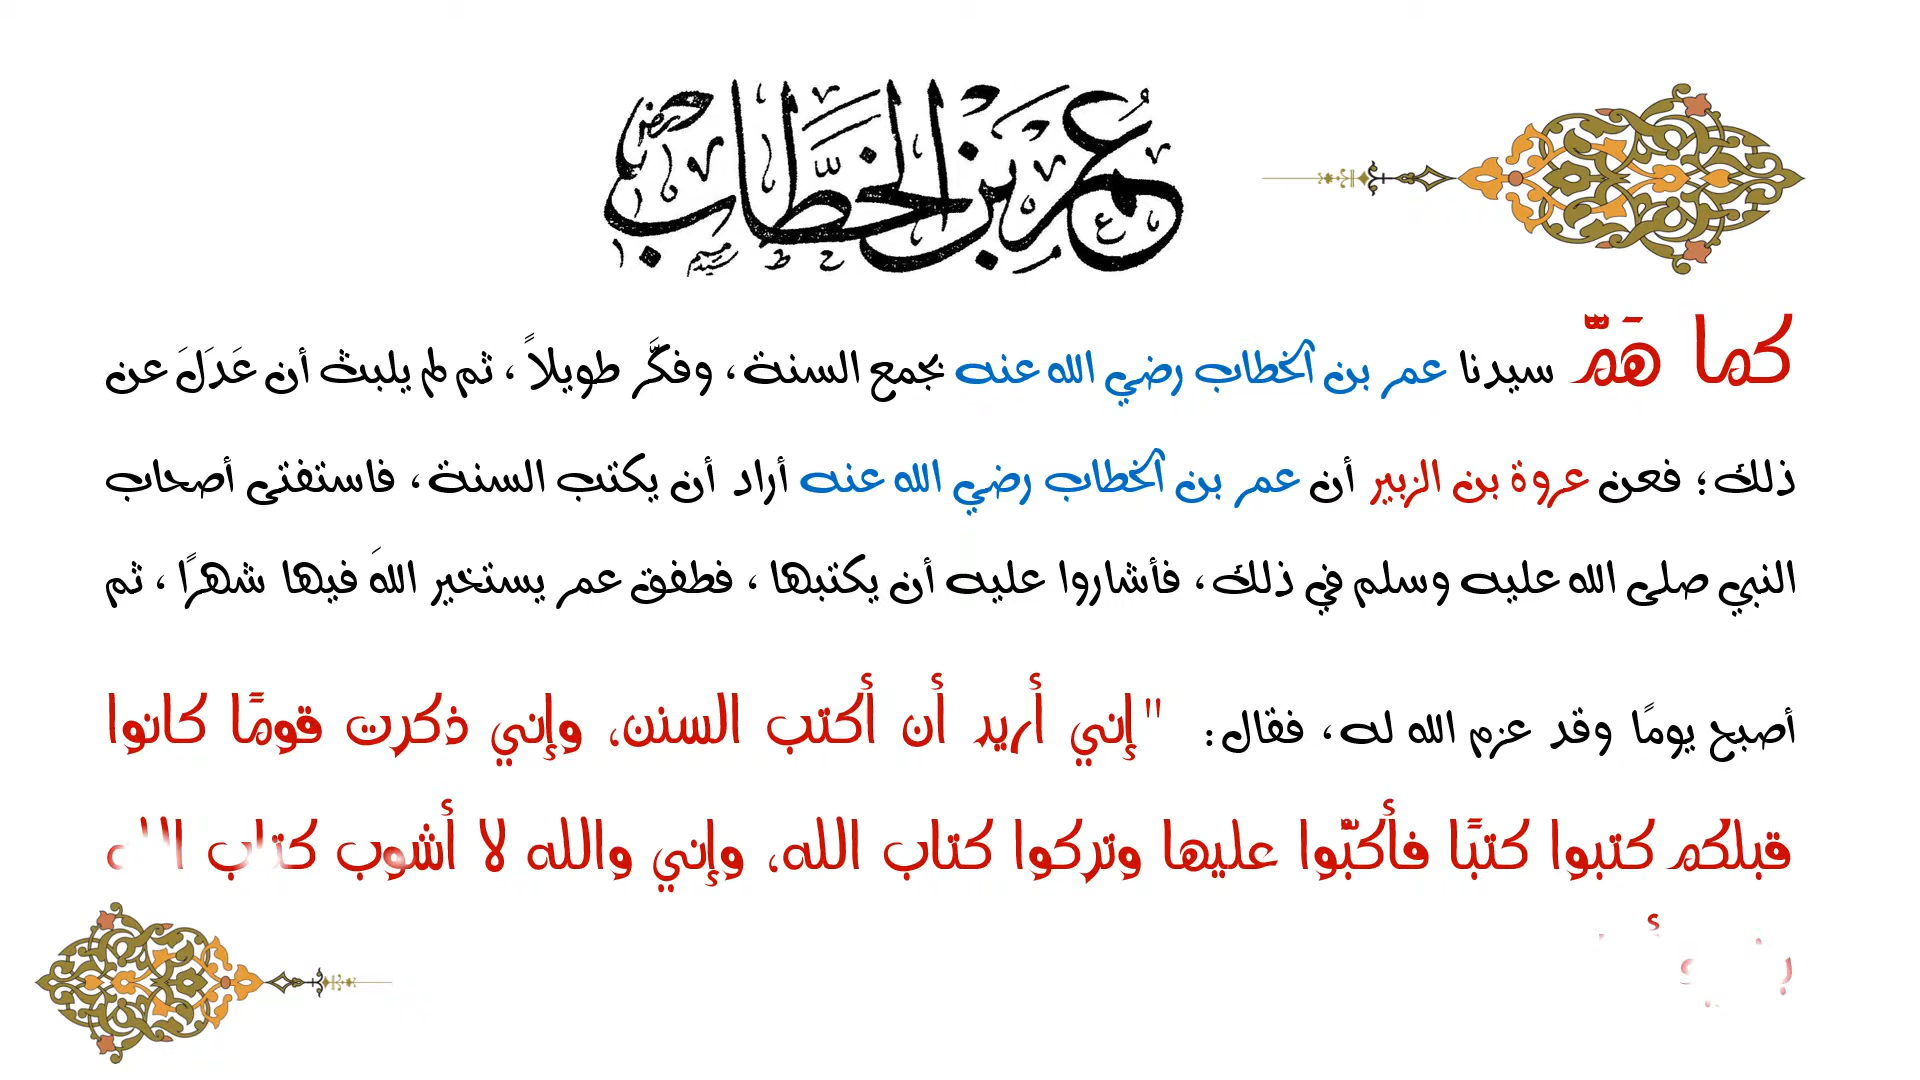 عمر بن الخطاب
كما هَمَّ سيدنا عمر بن الخطاب رضي الله عنه بجمع السنة، وفكَّر طويلاً، ثم لم يلبث أن عَدَلَ عن
ذلك؛ فعن عروة بن الزبير أن عمر بن الخطاب رضي الله عنه أراد أن يكتب السنة، فاستفتى أصحاب
النبي صلى الله عليه وسلم في ذلك، فأشاروا عليه أن يكتبها، فطفق عمر يستخير اللهَ فيها شهرًا، ثم
أصبح يومًا وقد عزم الله له، فقال: "إني أريد أن أكتب السنن، وإني ذكرت قومًا كانوا
قبلكم كتبوا كتبًا فأكبّوا عليها وتركوا كتاب الله، وإني والله لا أشوب كتاب الله